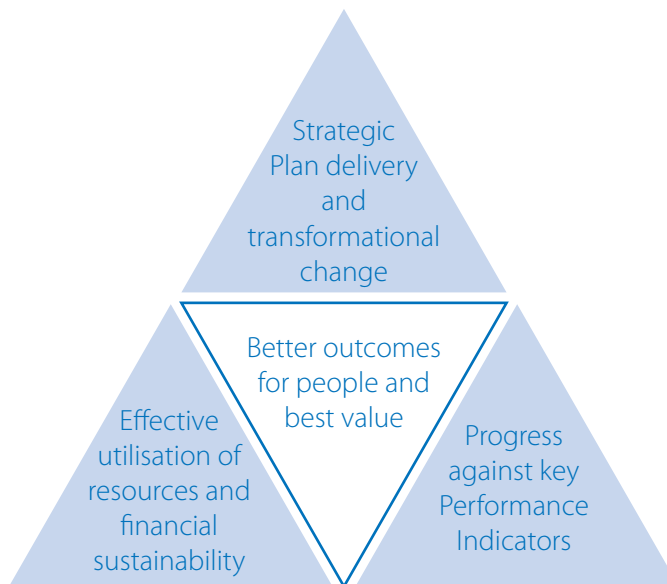 Strategic
Plan delivery
and
transformational
change
Better outcomes
for people and
best value
Effective
utilisation of
resources and
financial
sustainability
Progress
against key
Performance
Indicators